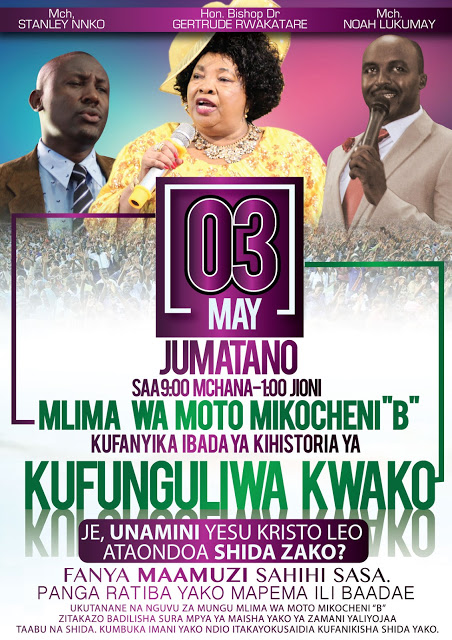 Mch, STANLEY NNKO
Hon. Bishop Dr GERTRUDE RWAKATARE
Mch. NOAH LUKUMAY
03
MAY
JUMATANO
SAA 9:00 MCHANA-1:00 JIONI
MLIMA WA MOTO MIKOCHENI "B"
KUFANYIKA IBADA YA KIHISTORIA YA
KUFUNGULIWA KWAKO
JE, UNAMINI YESU KRISTO LEO
ATAONDOA SHIDA ZAKO?
FANYA MAAMUZI SAHIHI SASA.
PANGA RATIBA YAKO MAPEMA ILI BAADAE
UKUTANANE NA NGUVU ZA MUNGU MLIMA WA MOTO MIKOCHENI "B"
ZITAKAZO BADILISHA SURA MPYA YA MAISHA YAKO YA ZAMANI YALIYOJAA
TAABU NA SHIDA. KUMBUKA IMANI YAKO NDIO ITAKAYOKUSAIDIA KUFANIKISHA SHIDA YAKO.